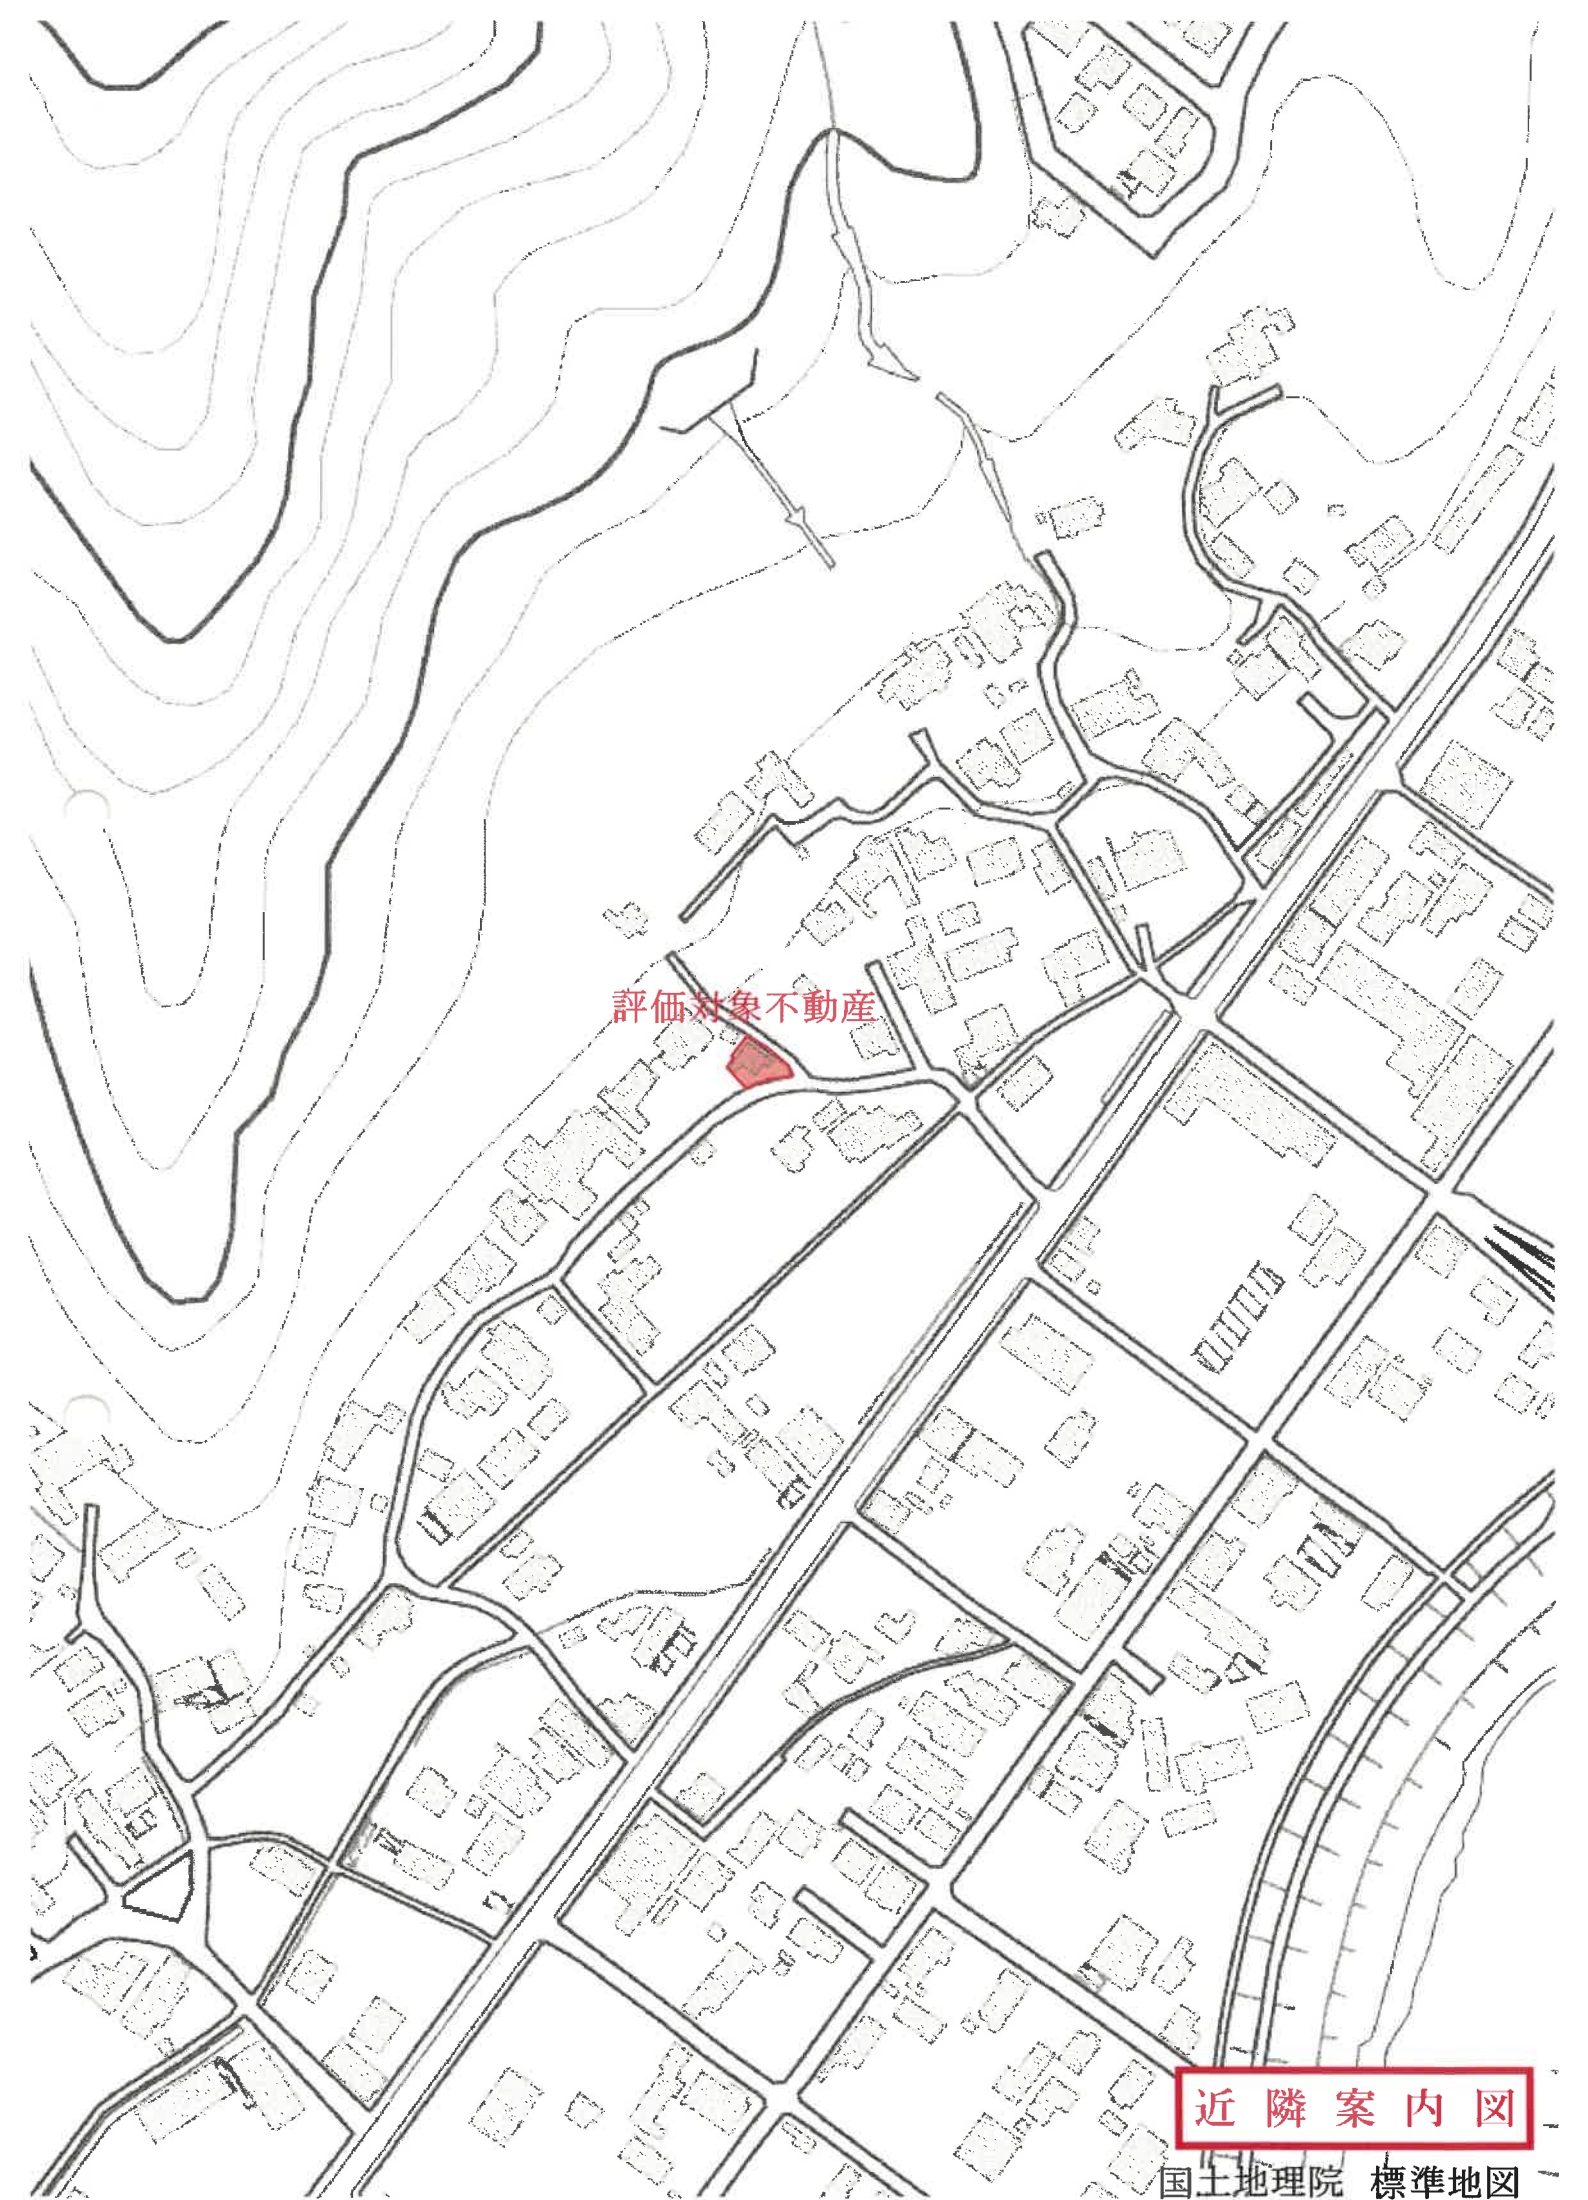 評価対象不動産
近隣案内図
国土地理院 標準地図